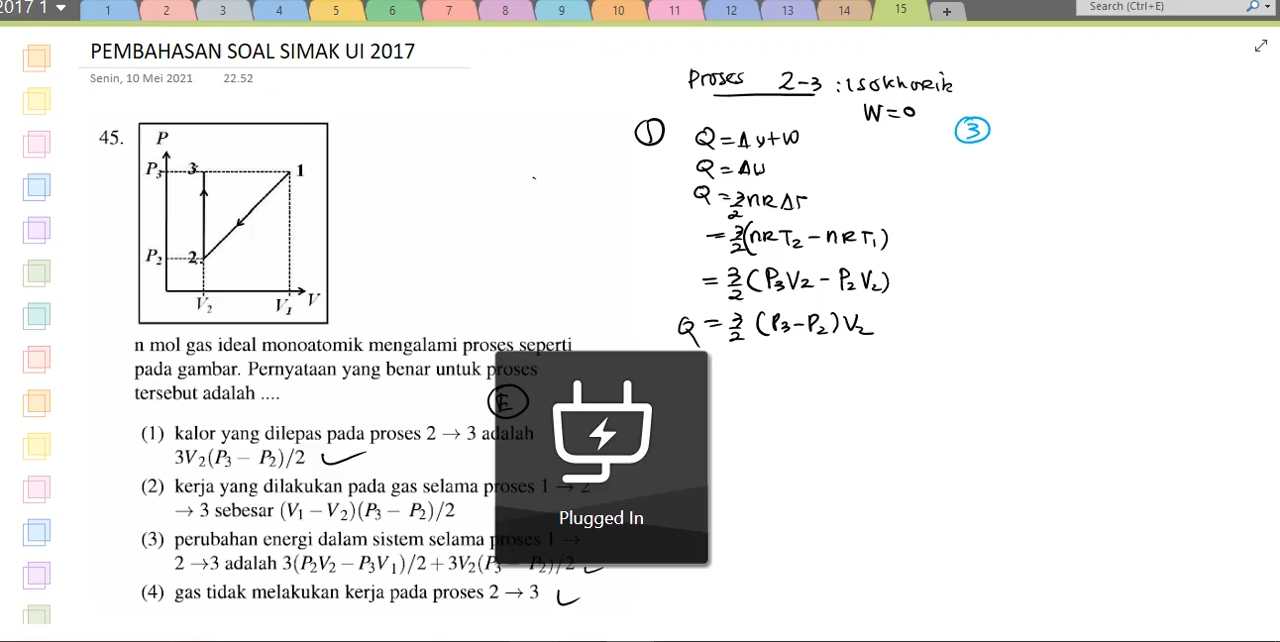 2017 1
1 2 3 4 5 6 7 8 9 10 11 12 13 14 15 +
Search (Ctrl+E)
PEMBAHASAN SOAL SIMAK UI 2017
Senin, 10 Mei 2021 22.52
45.
P
P3 3 1
P2 2
V2 V1 V
n mol gas ideal monoatomik mengalami proses seperti
pada gambar. Pernyataan yang benar untuk proses
tersebut adalah ....
E
(1) kalor yang dilepas pada proses 2 → 3 adalah
3V2(P3 − P2)/2
(2) kerja yang dilakukan pada gas selama proses 1 → 2
→ 3 sebesar (V1 − V2)(P3 − P2)/2
(3) perubahan energi dalam sistem selama proses 1 →
2 →3 adalah 3(P2V2 − P3V1)/2 + 3V2(P3 − P2)/2
(4) gas tidak melakukan kerja pada proses 2 → 3
Plugged In
Proses 2-3 : Isokhorik
W=0
1
3
Q = ΔU + W
Q = ΔU
Q = 3/2 nRΔT
= 3/2 (nRT2 − nRT1)
= 3/2 (P3V2 − P2V2)
Q = 3/2 (P3−P2)V2